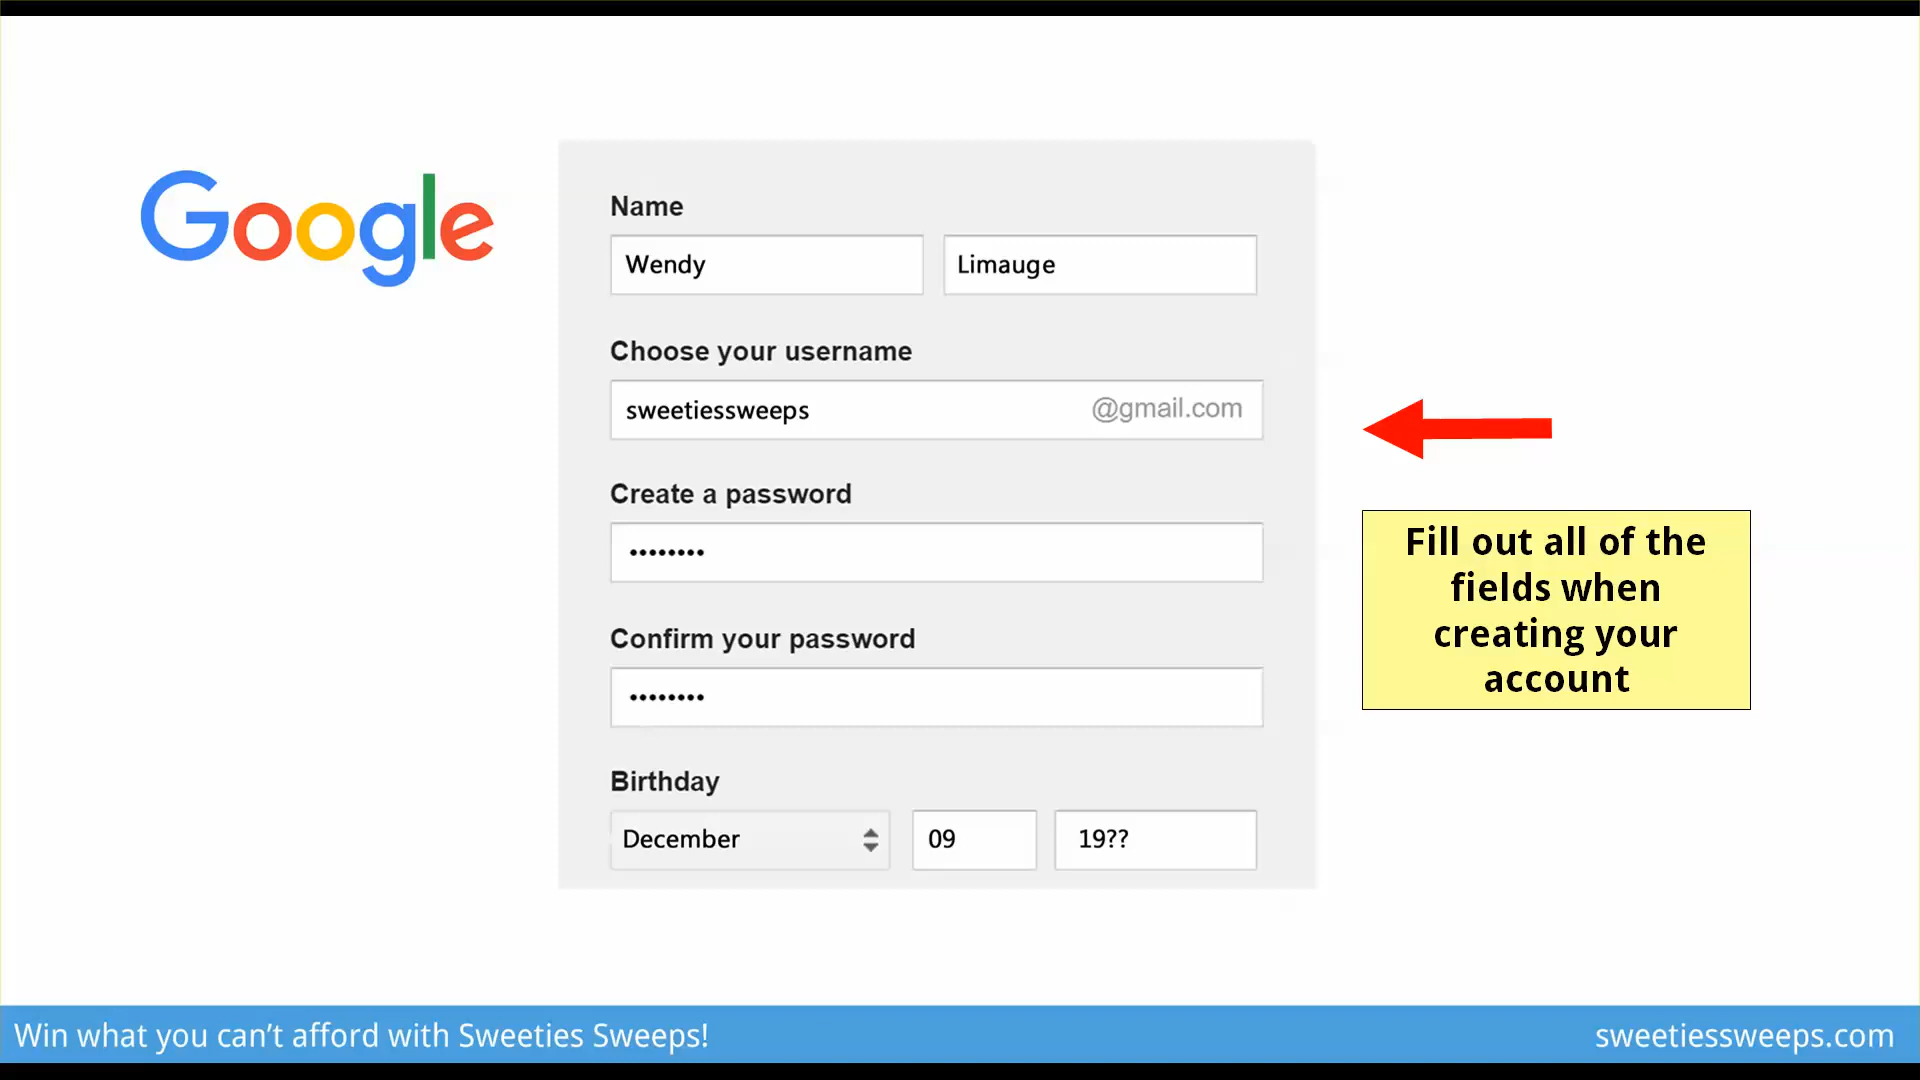 Google
Name
Wendy Limauge
Choose your username
sweetiessweeps @gmail.com
Create a password
••••••••
Confirm your password
••••••••
Birthday
December 09 19??
Fill out all of the
fields when
creating your
account
Win what you can’t afford with Sweeties Sweeps! sweetiessweeps.com